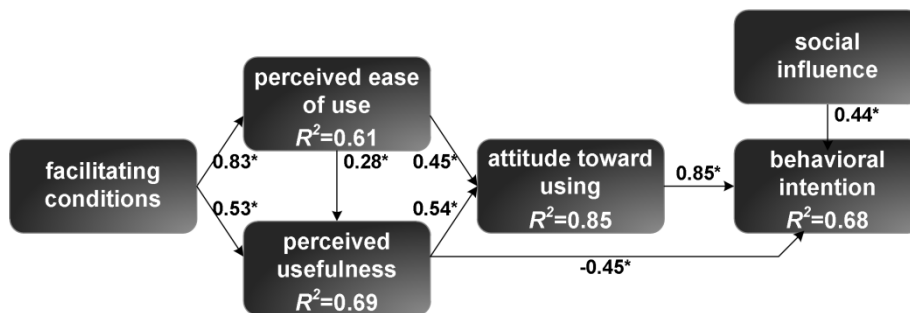 social
influence
perceived ease
of use
R²=0.61
0.44*
0.83*
0.28*
0.45*
facilitating
conditions
attitude toward
using
R²=0.85
0.85*
behavioral
intention
R²=0.68
0.53*
0.54*
perceived
usefulness
R²=0.69
-0.45*